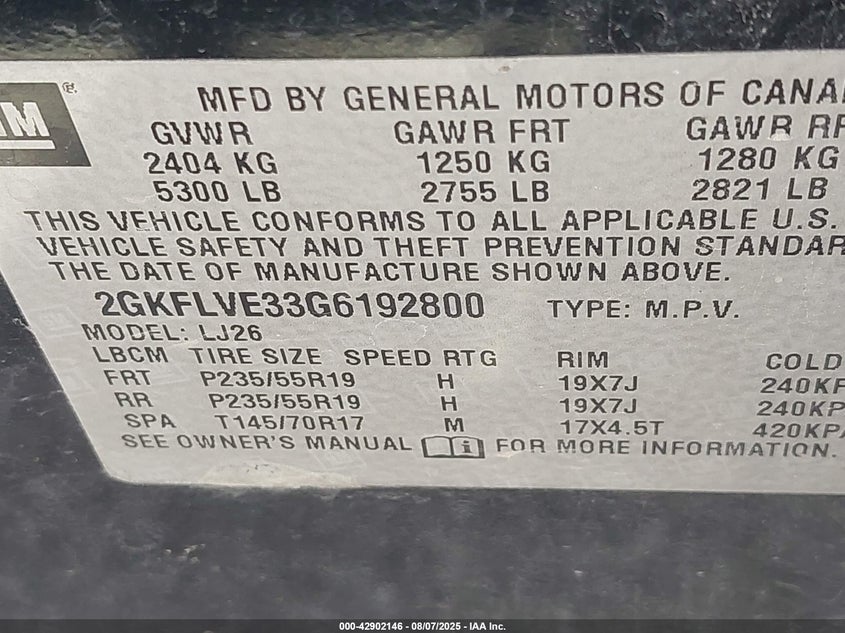 GM ®
MFD BY GENERAL MOTORS OF CANA
GVWR GAWR FRT GAWR RR
2404 KG 1250 KG 1280 KG
5300 LB 2755 LB 2821 LB
THIS VEHICLE CONFORMS TO ALL APPLICABLE U.S.
VEHICLE SAFETY AND THEFT PREVENTION STANDAR
THE DATE OF MANUFACTURE SHOWN ABOVE.
2GKFLVE33G6192800 TYPE: M.P.V.
MODEL: LJ26
LBCM TIRE SIZE SPEED RTG RIM COLD
FRT P235/55R19 H 19X7J 240KP
RR P235/55R19 H 19X7J 240KP
SPA T145/70R17 M 17X4.5T 420KPA
SEE OWNER'S MANUAL FOR MORE INFORMATION.
000-42902146 - 08/07/2025 - IAA Inc.